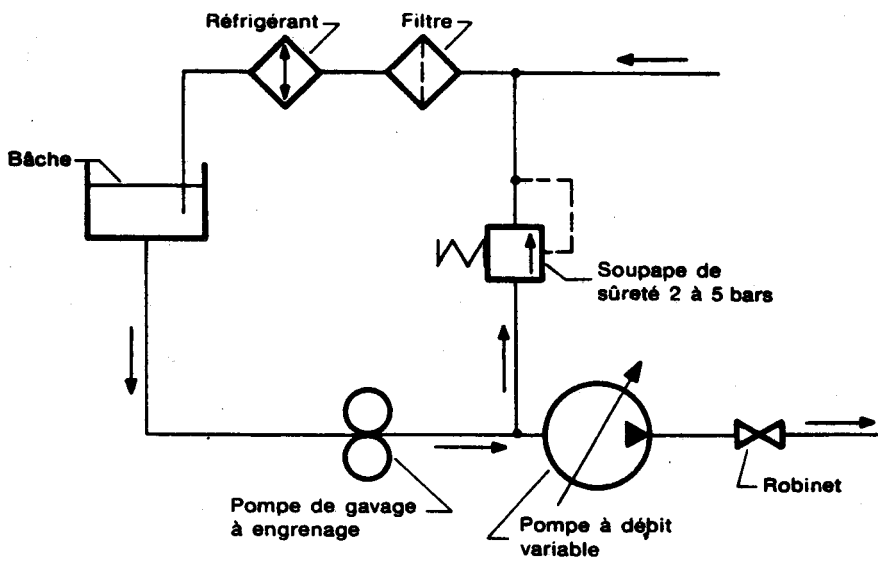 Réfrigérant
Filtre
Bâche
Soupape de
sûreté 2 à 5 bars
Pompe de gavage
à engrenage
Pompe à débit
variable
Robinet